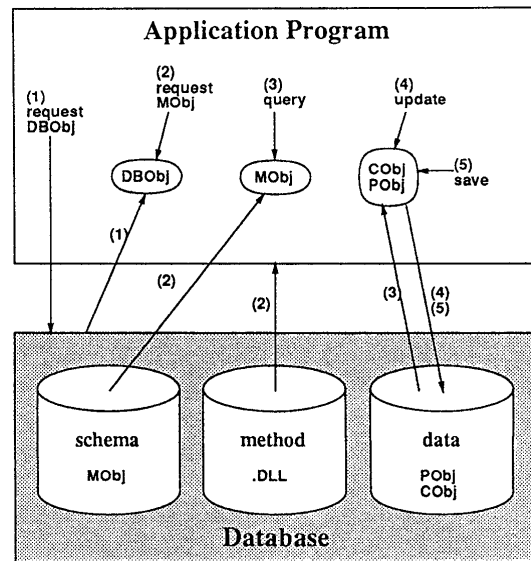 Application Program
(1)
request
DBObj
(2)
request
MObj
(3)
query
(4)
update
DBObj
MObj
CObj
PObj
(5)
save
(1)
(2)
(2)
(3)
(4)
(5)
schema
MObj
method
.DLL
data
PObj
CObj
Database